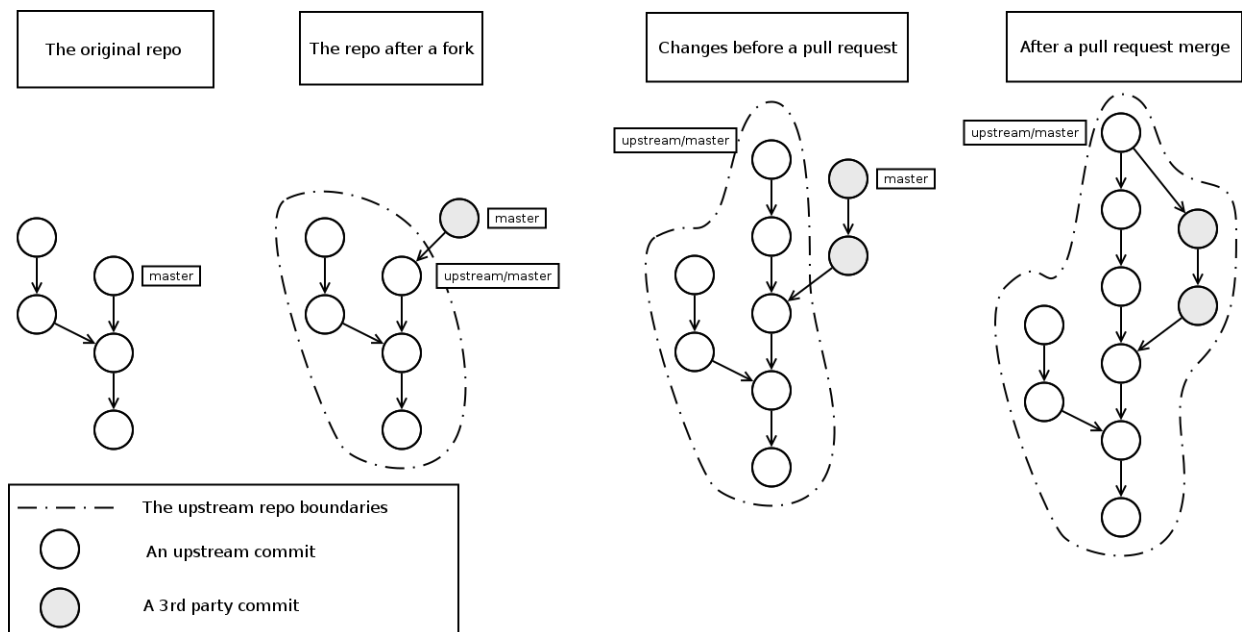 The original repo
The repo after a fork
Changes before a pull request
After a pull request merge
master
master
upstream/master
upstream/master
master
upstream/master
The upstream repo boundaries
An upstream commit
A 3rd party commit